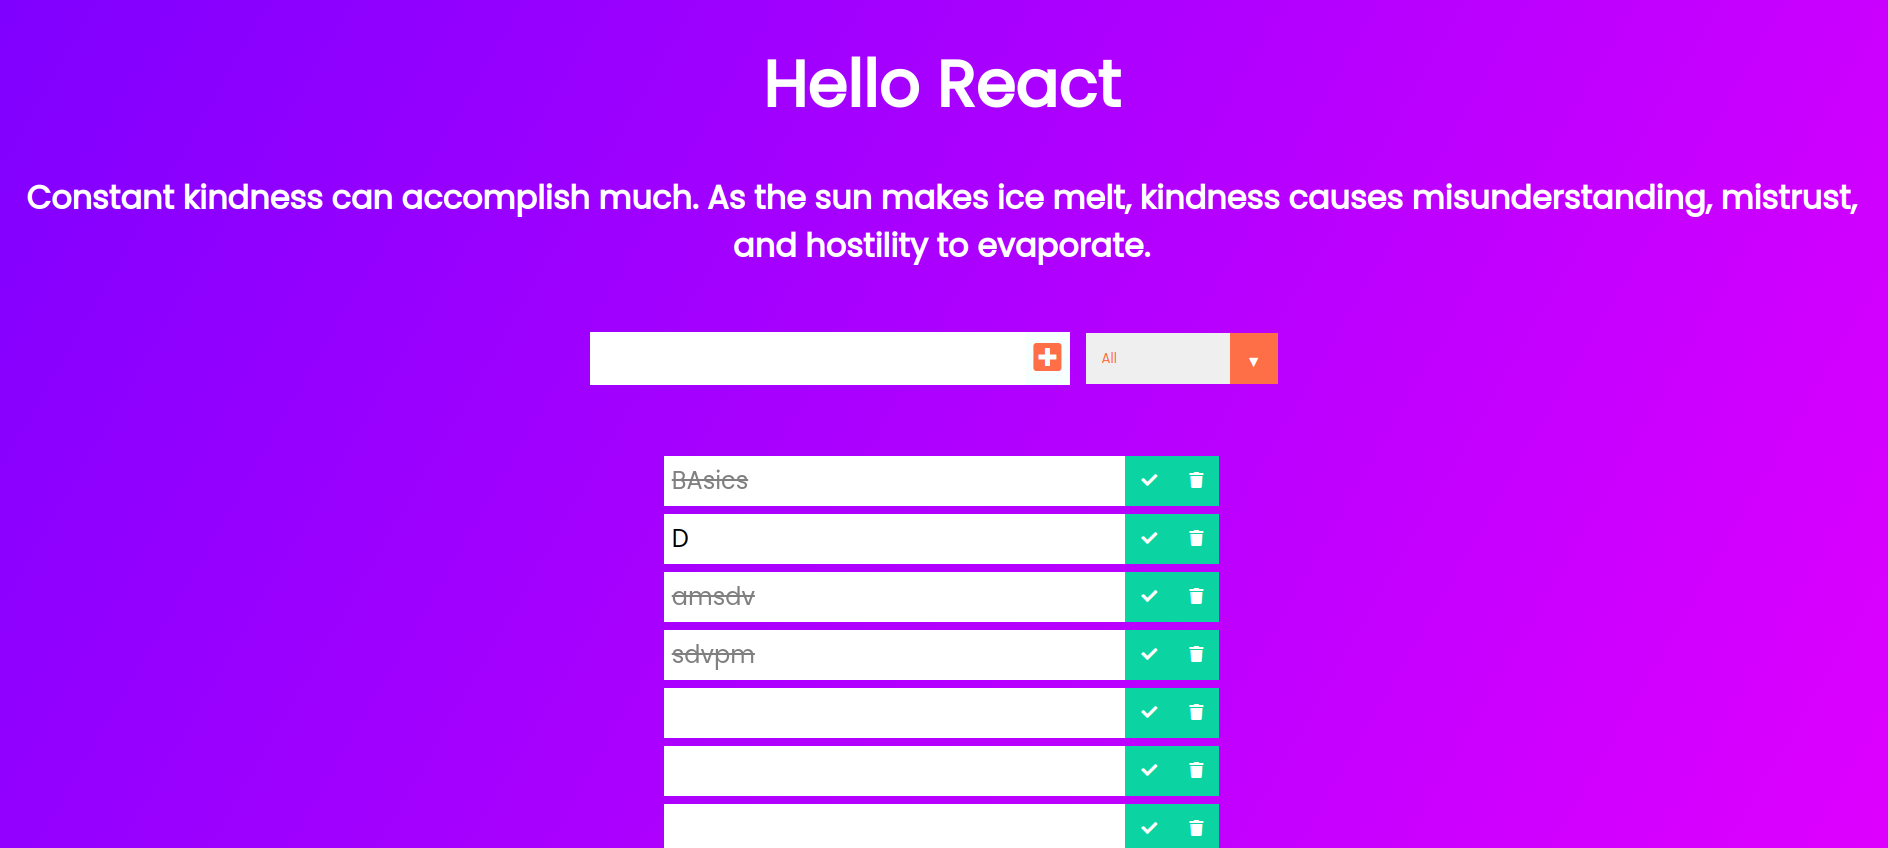 Hello React
Constant kindness can accomplish much. As the sun makes ice melt, kindness causes misunderstanding, mistrust,
and hostility to evaporate.
All
BAsics
D
amsdv
sdvpm